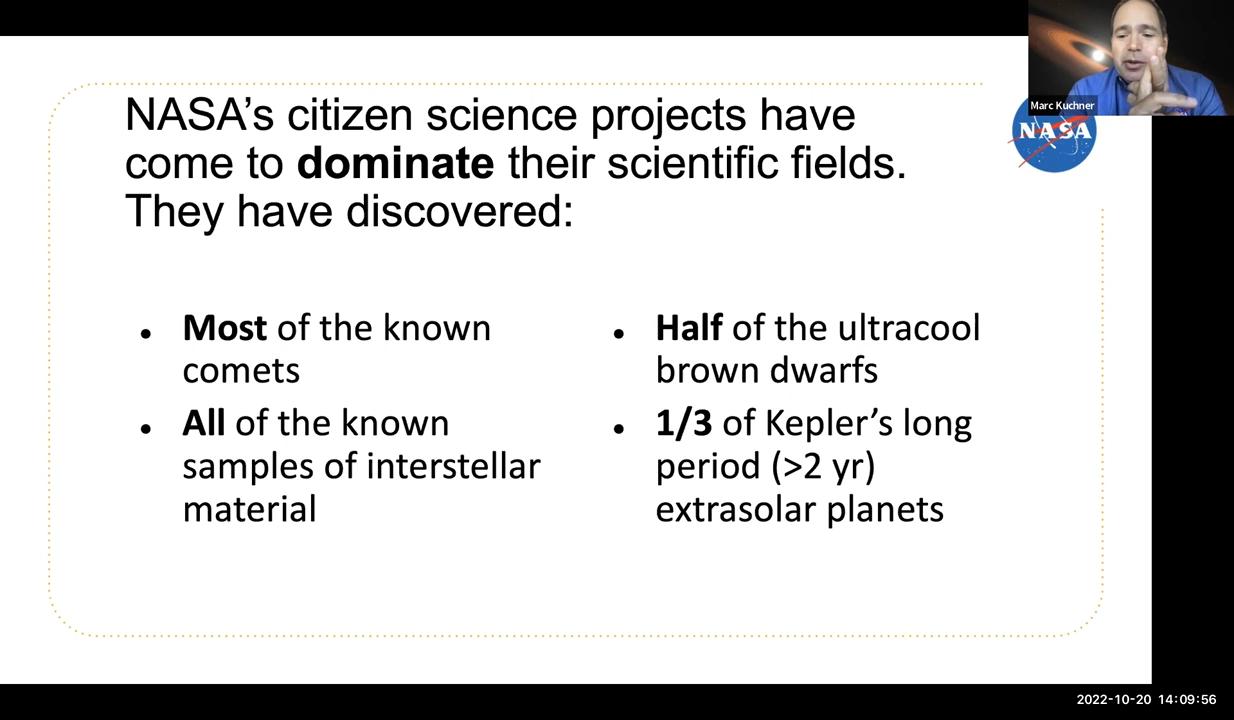 NASA's citizen science projects have
come to dominate their scientific fields.
They have discovered:
• Most of the known
comets
• All of the known
samples of interstellar
material
• Half of the ultracool
brown dwarfs
• 1/3 of Kepler's long
period (>2 yr)
extrasolar planets
Marc Kuchner
NASA
2022-10-20 14:09:56